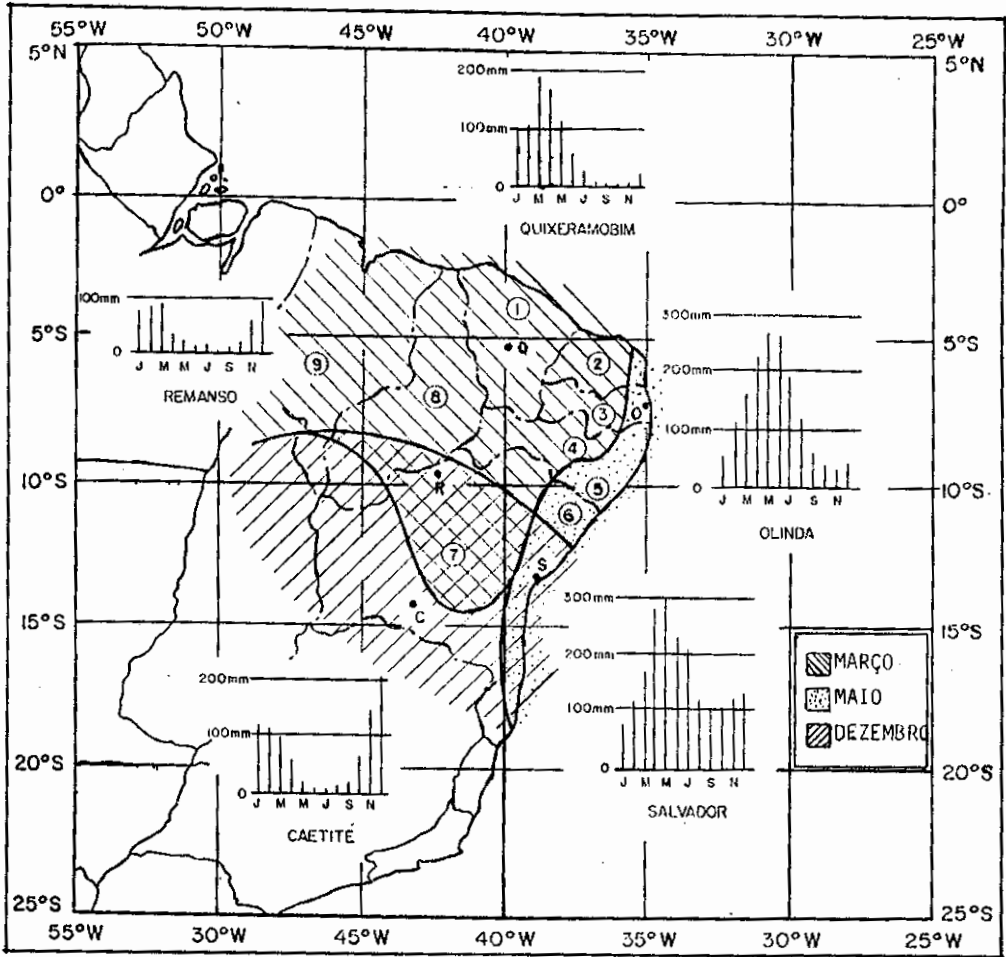 55°W 50°W 45°W 40°W 35°W 30°W 25°W
5°N 5°N
200mm
100mm
0
J M M J S N
QUIXERAMOBIM
0° 0°
100mm
0
J M M J S N
REMANSO
300mm
200mm
100mm
0
J M M J S N
OLINDA
5°S 5°S
1
Q
2
9
8
3
O
4
10°S 10°S
R
5
6
7
S
C
15°S 15°S
300mm
200mm
100mm
0
J M M J S N
SALVADOR
MARÇO
MAIO
DEZEMBRO
200mm
100mm
0
J M M J S N
CAETITÉ
20°S 20°S
25°S 25°S
55°W 30°W 45°W 40°W 35°W 30°W 25°W